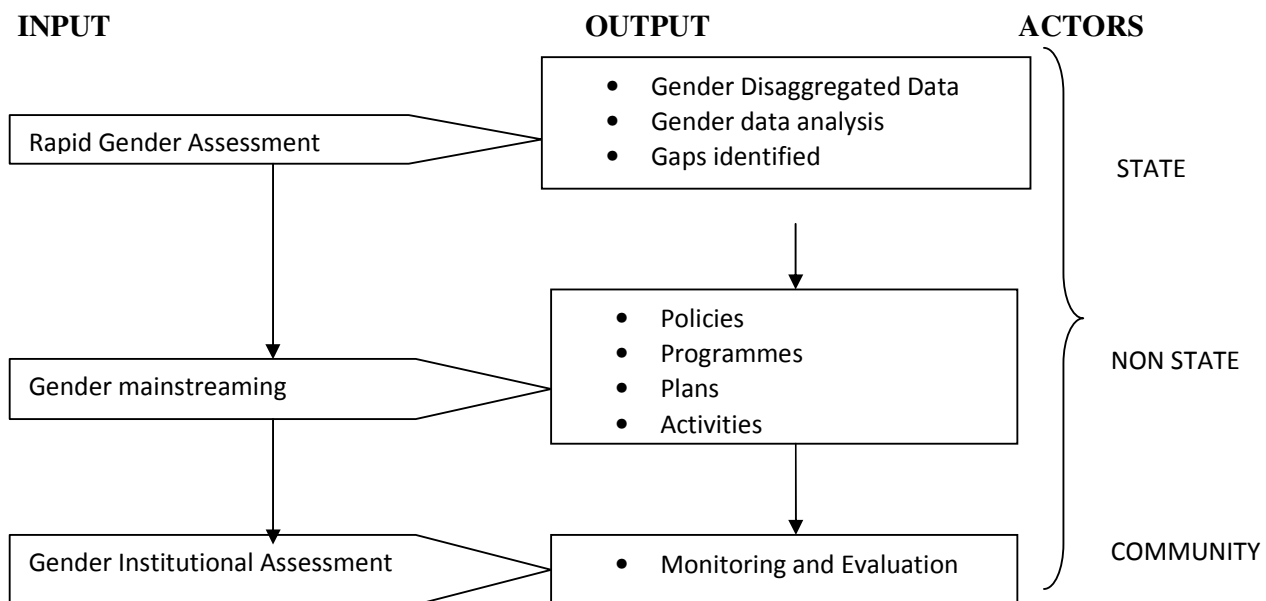 INPUT OUTPUT ACTORS
• Gender Disaggregated Data
• Gender data analysis
• Gaps identified
Rapid Gender Assessment
STATE
• Policies
• Programmes
• Plans
• Activities
Gender mainstreaming
NON STATE
Gender Institutional Assessment
• Monitoring and Evaluation
COMMUNITY